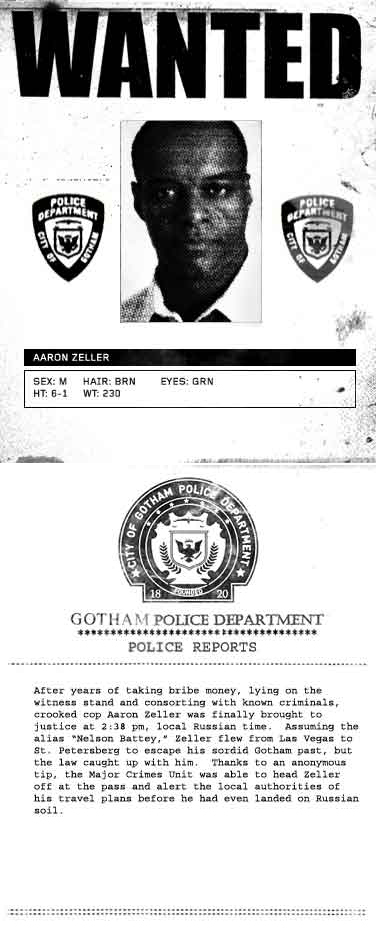 WANTED
POLICE
DEPARTMENT
CITY OF GOTHAM
POLICE
DEPARTMENT
CITY OF GOTHAM
AARON ZELLER
SEX: M HAIR: BRN EYES: GRN
HT: 6-1 WT: 230
CITY OF GOTHAM POLICE DEPARTMENT
FOUNDED
18 20
GOTHAM POLICE DEPARTMENT
********************************
POLICE REPORTS
After years of taking bribe money, lying on the
witness stand and consorting with known criminals,
crooked cop Aaron Zeller was finally brought to
justice at 2:38 pm, local Russian time. Assuming the
alias "Nelson Battey," Zeller flew from Las Vegas to
St. Petersberg to escape his sordid Gotham past, but
the law caught up with him. Thanks to an anonymous
tip, the Major Crimes Unit was able to head Zeller
off at the pass and alert the local authorities of
his travel plans before he had even landed on Russian
soil.